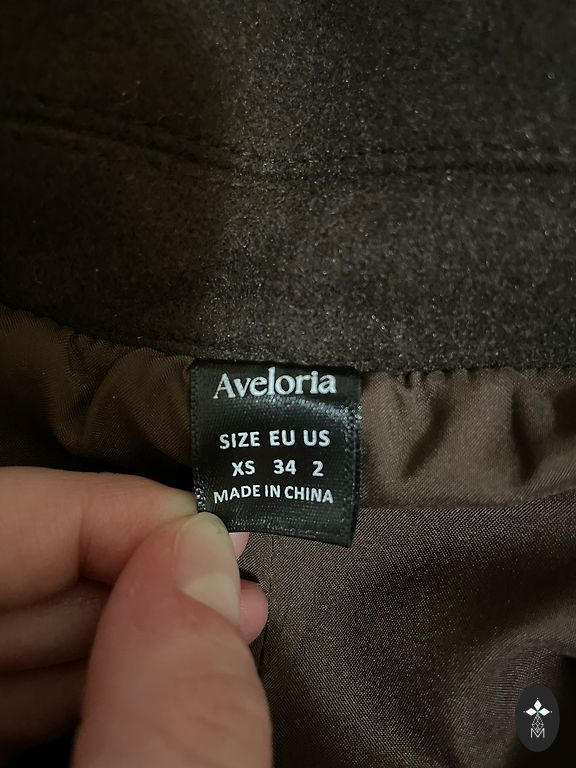 Aveloria
SIZE EU US
XS 34 2
MADE IN CHINA
M